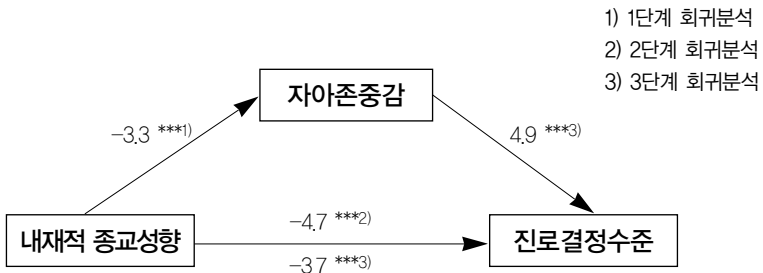 1) 1단계 회귀분석
2) 2단계 회귀분석
3) 3단계 회귀분석
자아존중감
-3.3 ***1)
4.9 ***3)
내재적 종교성향
-4.7 ***2)
-3.7 ***3)
진로결정수준